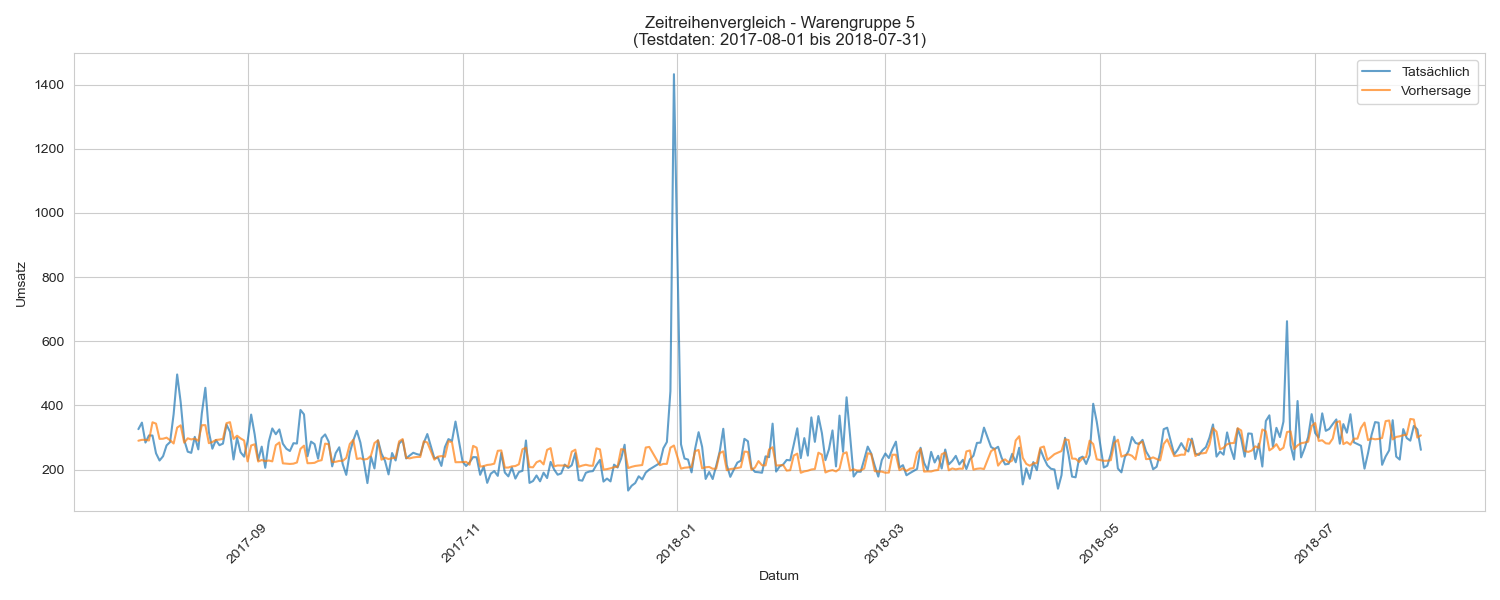 Zeitreihenvergleich - Warengruppe 5
(Testdaten: 2017-08-01 bis 2018-07-31)
Tatsächlich
Vorhersage
1400
1200
1000
800
600
400
200
Umsatz
2017-09
2017-11
2018-01
2018-03
2018-05
2018-07
Datum